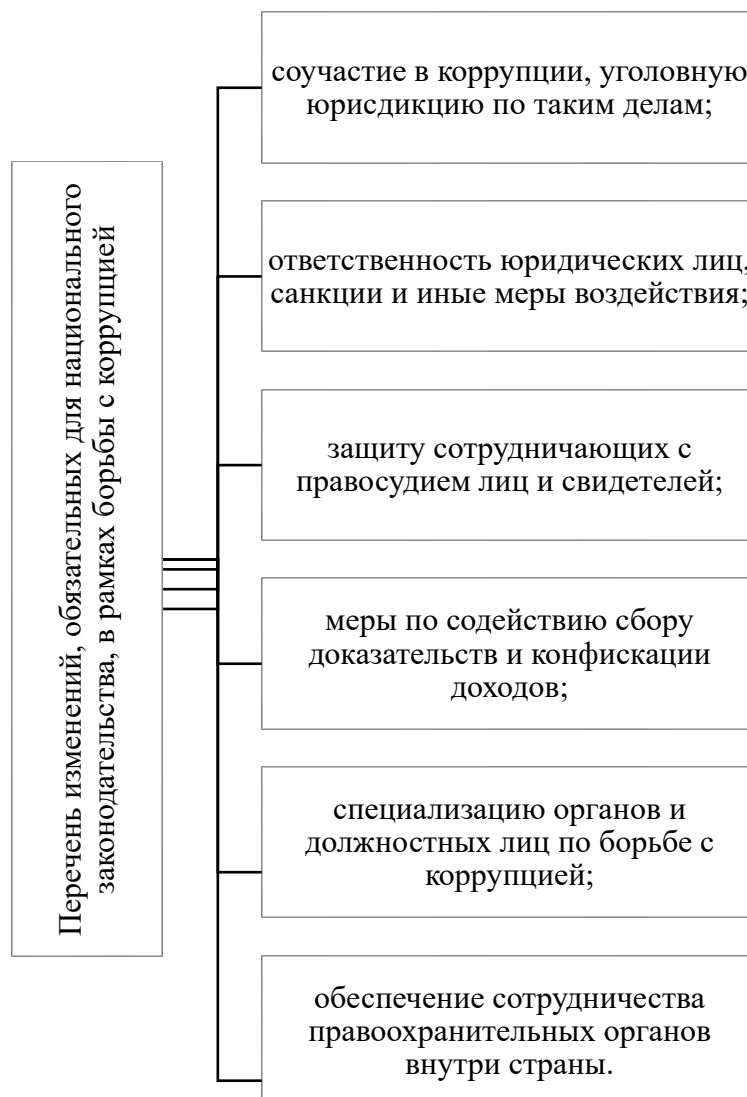 Перечень изменений, обязательных для национального
законодательства, в рамках борьбы с коррупцией
соучастие в коррупции, уголовную
юрисдикцию по таким делам;
ответственность юридических лиц,
санкции и иные меры воздействия;
защиту сотрудничающих с
правосудием лиц и свидетелей;
меры по содействию сбору
доказательств и конфискации
доходов;
специализацию органов и
должностных лиц по борьбе с
коррупцией;
обеспечение сотрудничества
правоохранительных органов
внутри страны.